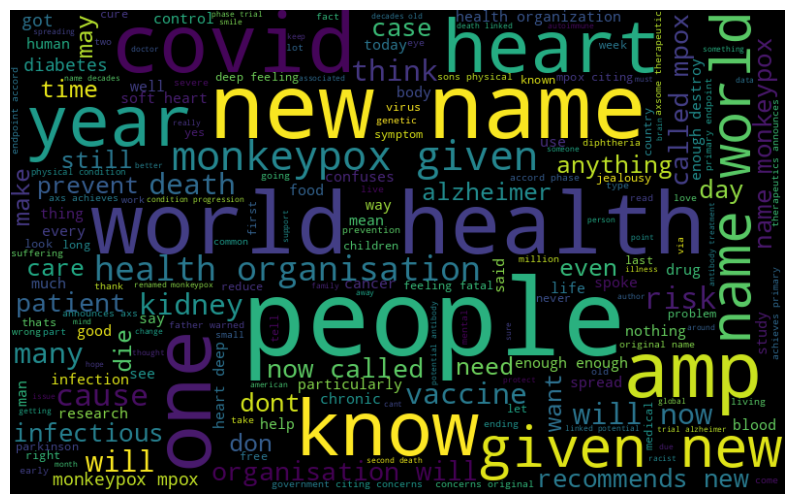 got
cure
phase trial
smile
covid
heart
case
health organization
two
spreading
decades old
fact
death linked
autoimmune
may
control
today
week
human
doctor
eye
keep
lot
associated
diabetes
name decades
severe
think
deep feeling
sons physical
known
mpox citing
time
well
soft heart
body
called mpox
enough destroy
world
name monkeypox
year
new name
virus
genetic
symptom
yes
really
diphtheria
country
use
brain
still
monkeypox given
anything
primary endpoint
data
must
something
axsome therapeutic
physical condition
better
going
accord phase
trial
someone
jealousy
prevent death
confuses
alzheimer
type
day
make
axs achieves
work
condition progression
food
live
way
read
love
thing
every
first
prevention
mean
person
world health
children
look
long
common
support
point
via
suffering
care
health organisation
even
last
drug
therapeutics announces
antibody treatment
much
thank
renamed monkeypox
reduce
cancer
feeling fatal
said
million
life
spoke
illness
risk
study
patient
announces axs
family
away
never
author
thats
mind
say
kidney
people
nothing
problem
around
wrong
part
change
father warned
small
tell
mental
sure
original name
many
good
thought
hope
die
now called
need
enough enough
amp
name
achieves primary
man
infection
see
one
heart deep
particularly
spread
old
global
living
issue
cause
research
american
potential antibody
chronic
vaccine
want
let
protect
getting
dont
take
cant
ending
will now
blood
infectious
parkinson
don
help
know
linked potential
trial alzheimer
medical
right
will
free
second death
given new
racist
due
early
month
organisation will
recommends new
come
monkeypox mpox
government citing concerns
concerns original
endpoint accord